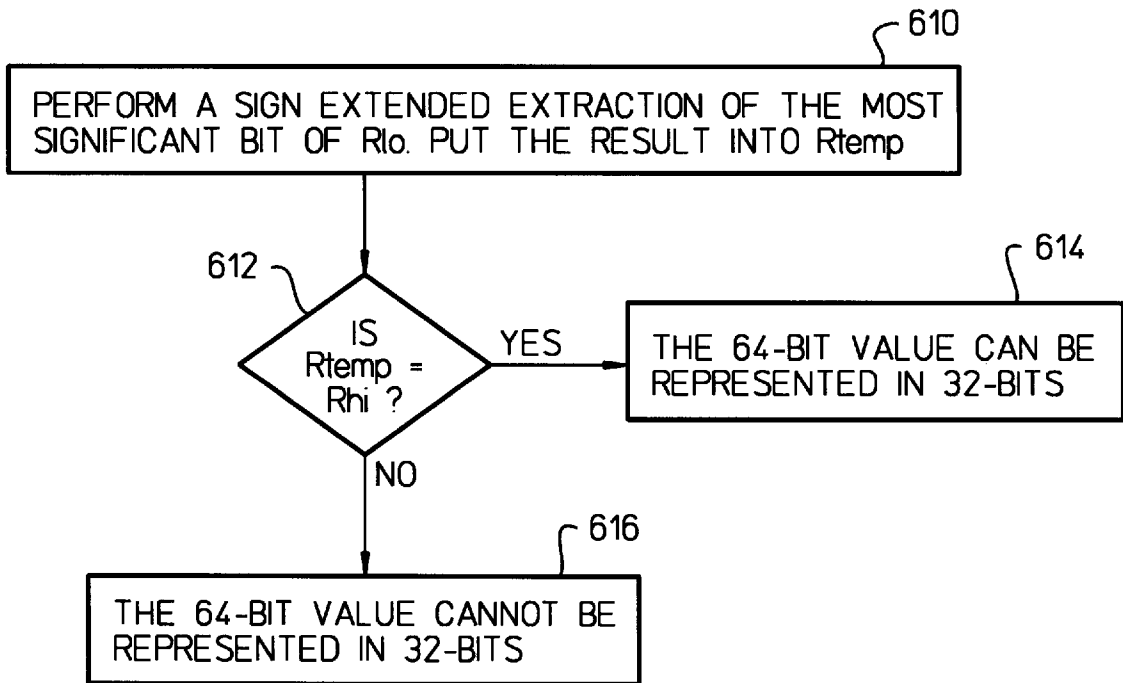 610
PERFORM A SIGN EXTENDED EXTRACTION OF THE MOST
SIGNIFICANT BIT OF Rlo. PUT THE RESULT INTO Rtemp
612
IS
Rtemp =
Rhi ?
YES
614
THE 64-BIT VALUE CAN BE
REPRESENTED IN 32-BITS
NO
616
THE 64-BIT VALUE CANNOT BE
REPRESENTED IN 32-BITS